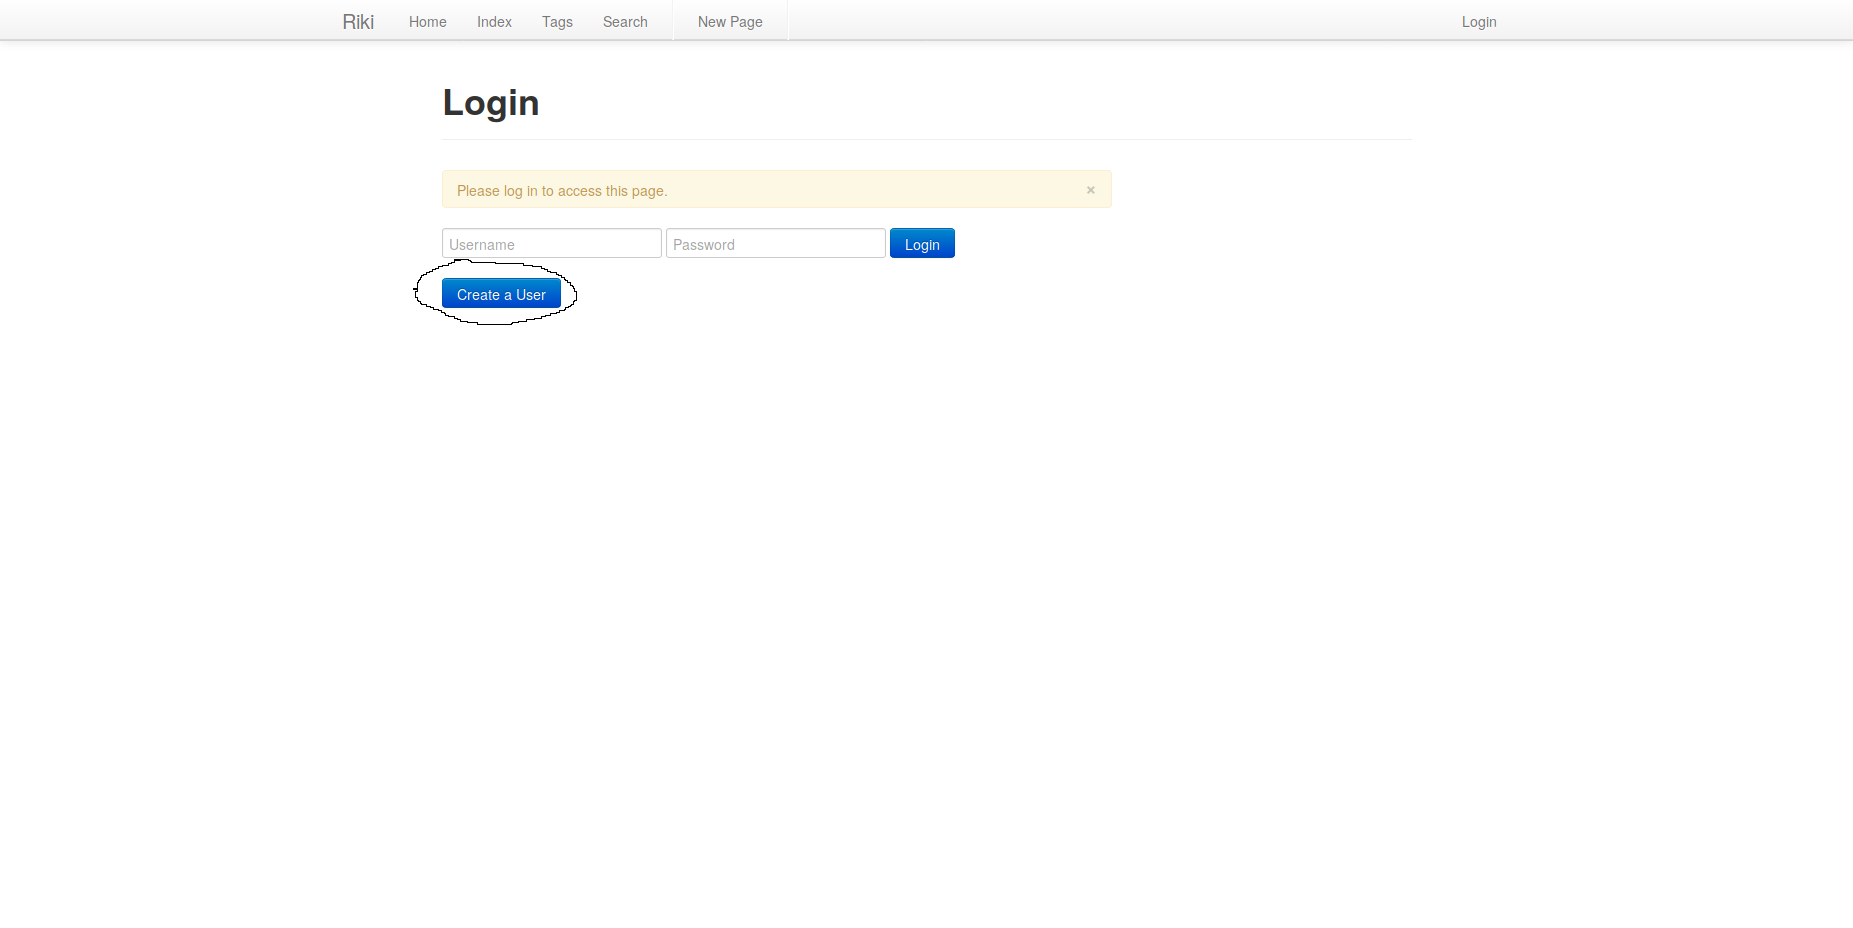 Riki Home Index Tags Search New Page Login
Login
Please log in to access this page. ×
Username Password Login
Create a User